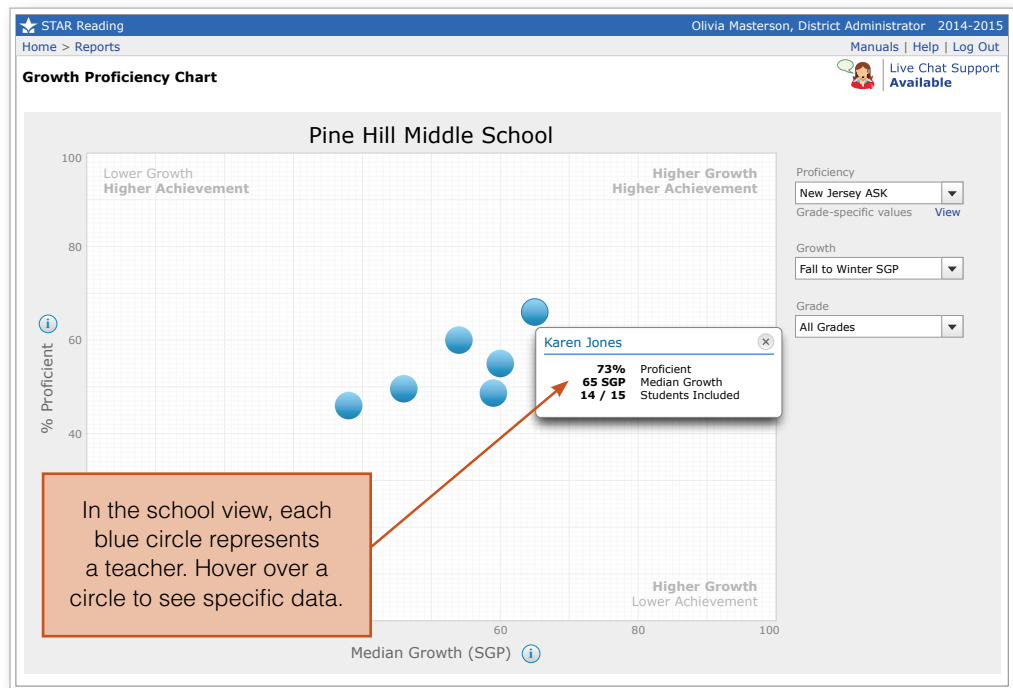 STAR Reading
Olivia Masterson, District Administrator 2014-2015
Home > Reports
Manuals | Help | Log Out
Growth Proficiency Chart
Live Chat Support
Available
Pine Hill Middle School
100
Lower Growth
Higher Achievement
Higher Growth
Higher Achievement
Proficiency
New Jersey ASK
Grade-specific values View
80
Growth
Fall to Winter SGP
Grade
All Grades
% Proficient i
60
Karen Jones
73% Proficient
65 SGP Median Growth
14 / 15 Students Included
40
In the school view, each
blue circle represents
a teacher. Hover over a
circle to see specific data.
Higher Growth
Lower Achievement
60
80
100
Median Growth (SGP) i